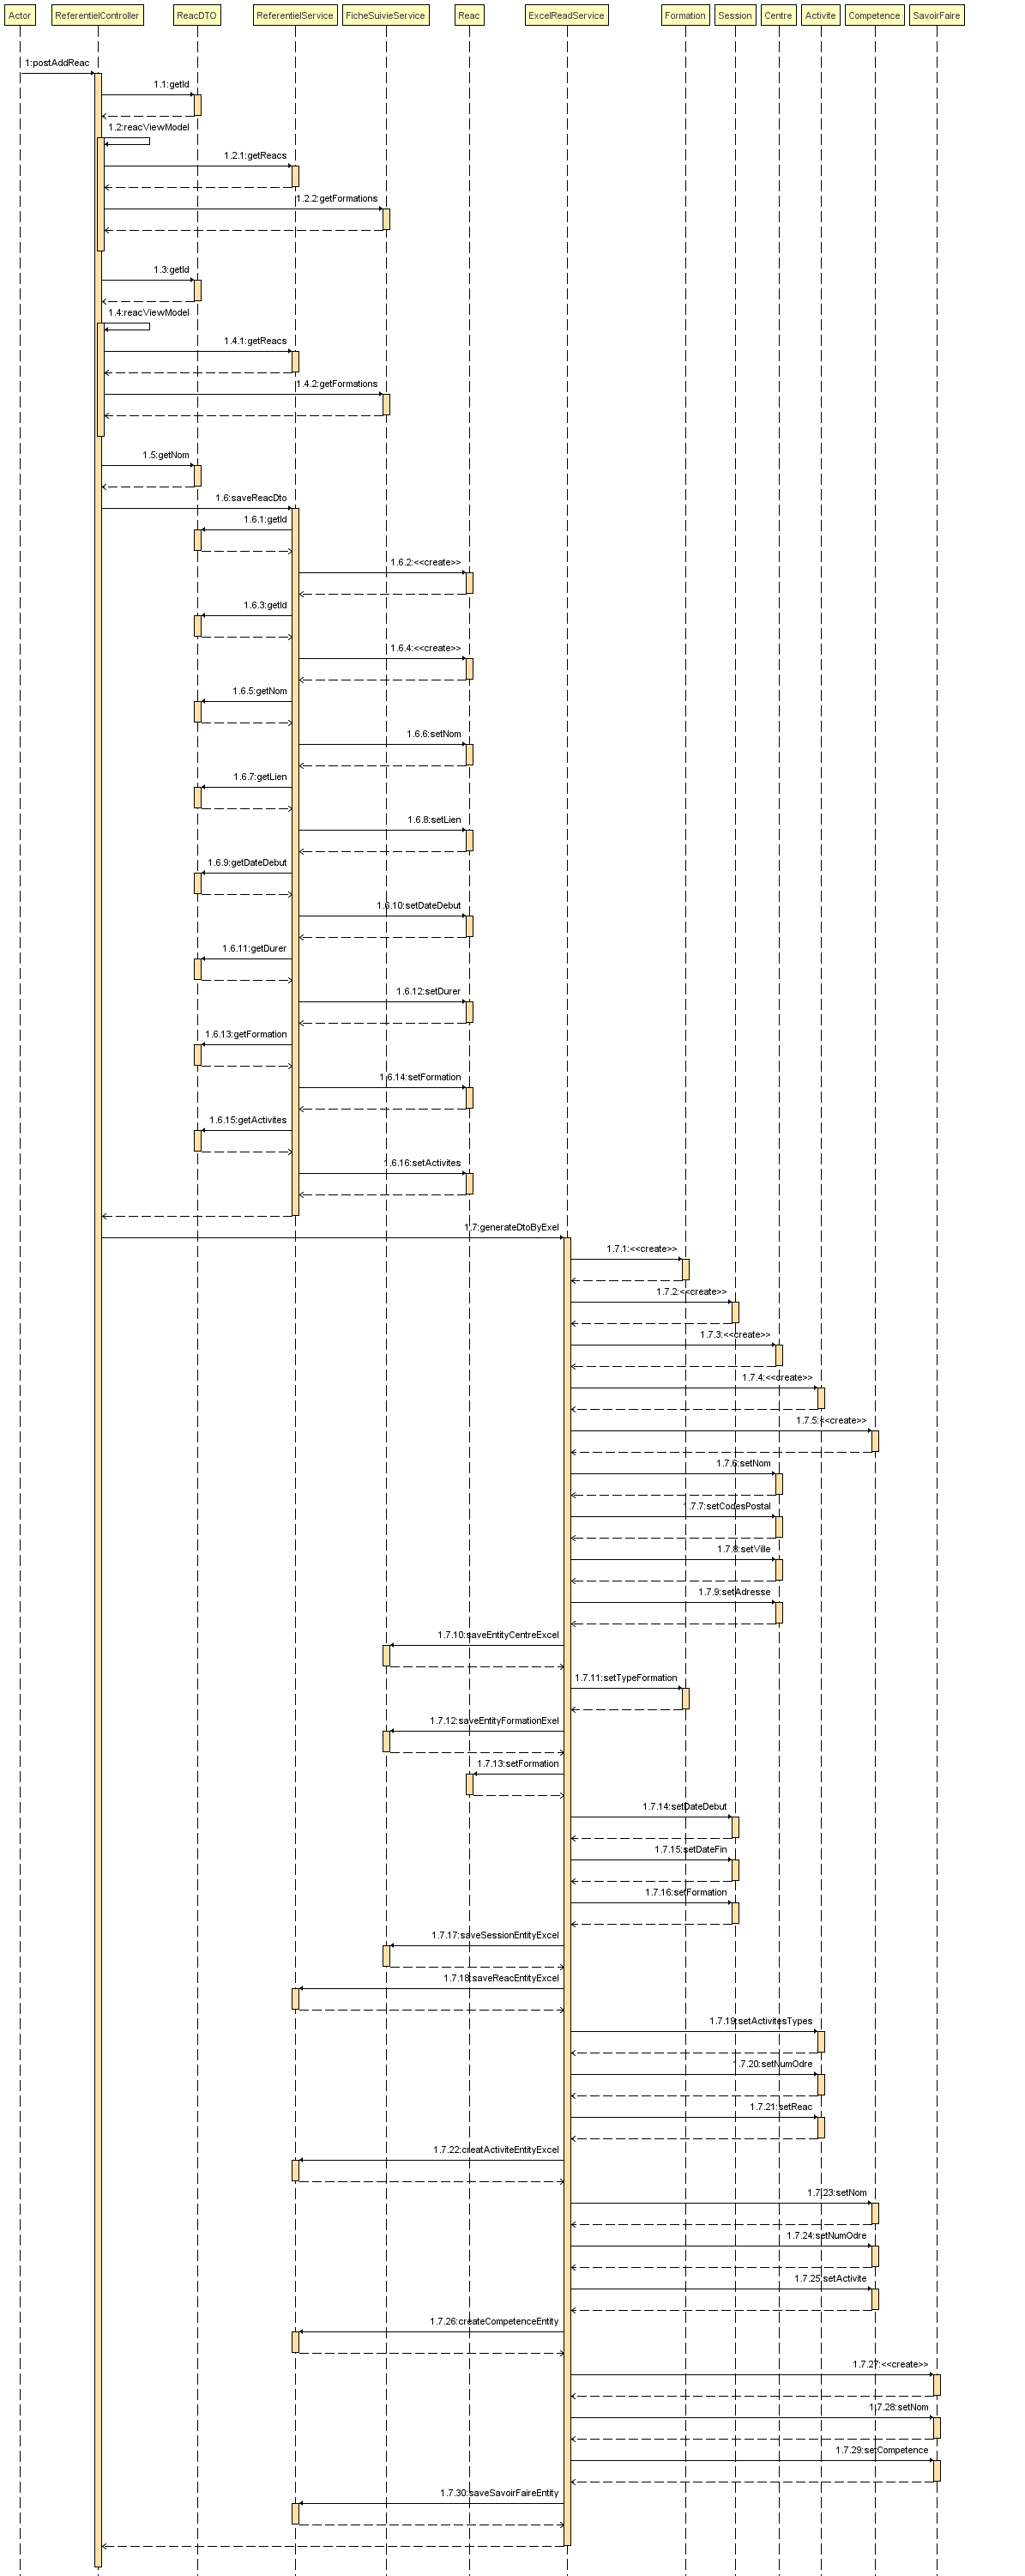 Actor ReferentielController ReacDTO ReferentielService FicheSuivieService Reac ExcelReadService Formation Session Centre Activite Competence SavoirFaire
1:postAddReac
1.1:getId
1.2:reacViewModel
1.2.1:getReacs
1.2.2:getFormations
1.3:getId
1.4:reacViewModel
1.4.1:getReacs
1.4.2:getFormations
1.5:getNom
1.6:saveReacDto
1.6.1:getId
1.6.2:<<create>>
1.6.3:getId
1.6.4:<<create>>
1.6.5:getNom
1.6.6:setNom
1.6.7:getLien
1.6.8:setLien
1.6.9:getDateDebut
1.6.10:setDateDebut
1.6.11:getDurer
1.6.12:setDurer
1.6.13:getFormation
1.6.14:setFormation
1.6.15:getActivites
1.6.16:setActivites
1.7:generateDtoByExel
1.7.1:<<create>>
1.7.2:<<create>>
1.7.3:<<create>>
1.7.4:<<create>>
1.7.5:<<create>>
1.7.6:setNom
1.7.7:setCodesPostal
1.7.8:setVille
1.7.9:setAdresse
1.7.10:saveEntityCentreExcel
1.7.11:setTypeFormation
1.7.12:saveEntityFormationExel
1.7.13:setFormation
1.7.14:setDateDebut
1.7.15:setDateFin
1.7.16:setFormation
1.7.17:saveSessionEntityExcel
1.7.18:saveReacEntityExcel
1.7.19:setActivitesTypes
1.7.20:setNumOdre
1.7.21:setReac
1.7.22:creatActiviteEntityExcel
1.7.23:setNom
1.7.24:setNumOdre
1.7.25:setActivite
1.7.26:createCompetenceEntity
1.7.27:<<create>>
1.7.28:setNom
1.7.29:setCompetence
1.7.30:saveSavoirFaireEntity